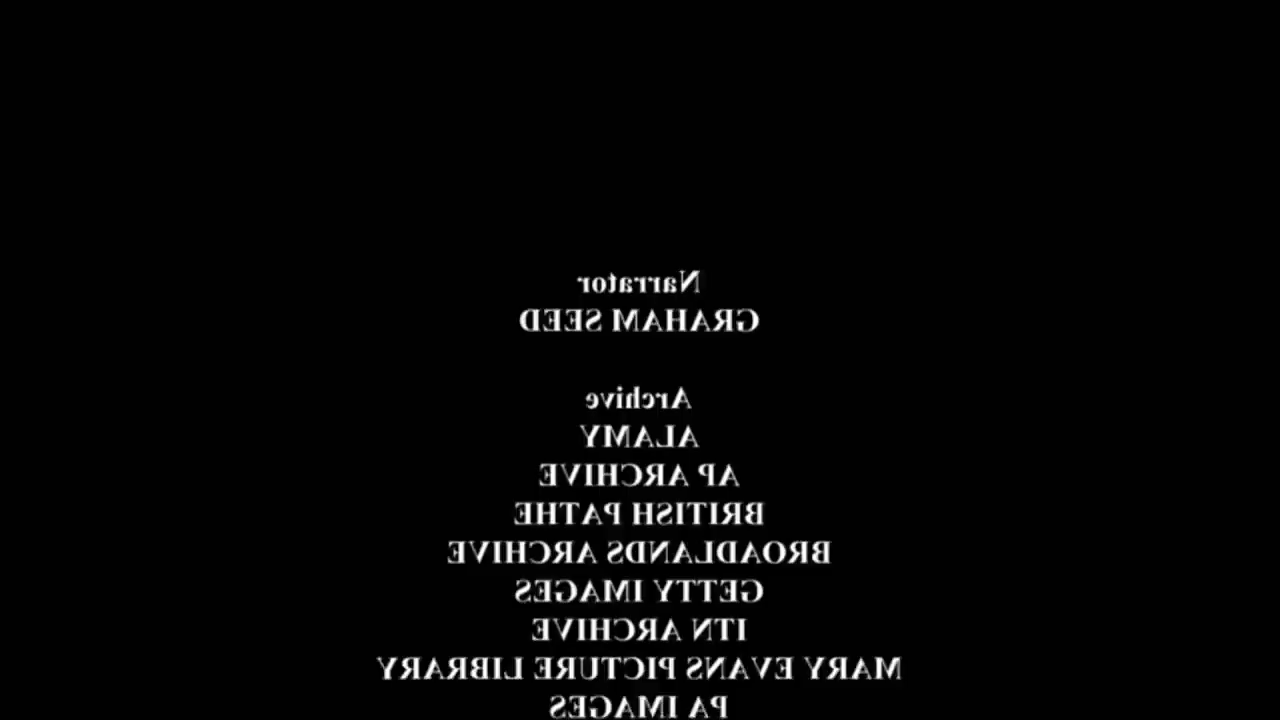 Narrator
GRAHAM SEED
Archive
ALAMY
AP ARCHIVE
BRITISH PATHE
BROADLANDS ARCHIVE
GETTY IMAGES
ITN ARCHIVE
MARY EVANS PICTURE LIBRARY
PA IMAGES